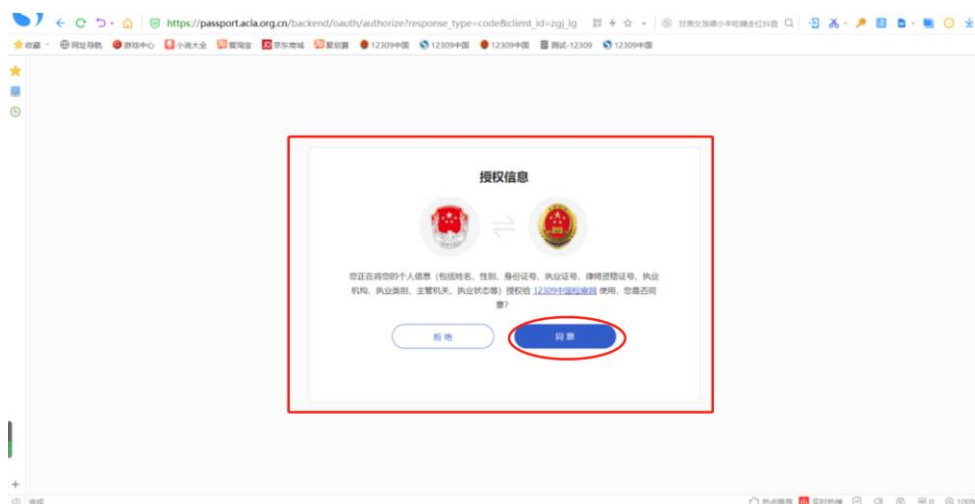 https://passport.acla.org.cn/backend/oauth/authorize?response_type=code&client_id=zgj_lg
收藏 网址导航 游戏中心 小说大全 爱淘宝 京东商城 聚划算 12309中国 12309中国 12309中国 测试-12309 12309中国
授权信息
您正在将您的个人信息（包括姓名、性别、身份证号、执业证号、律师资格证号、执业
机构、执业类别、主管机关、执业状态等）授权给 12309中国检察网 使用，您是否同
意？
拒绝 同意
完成